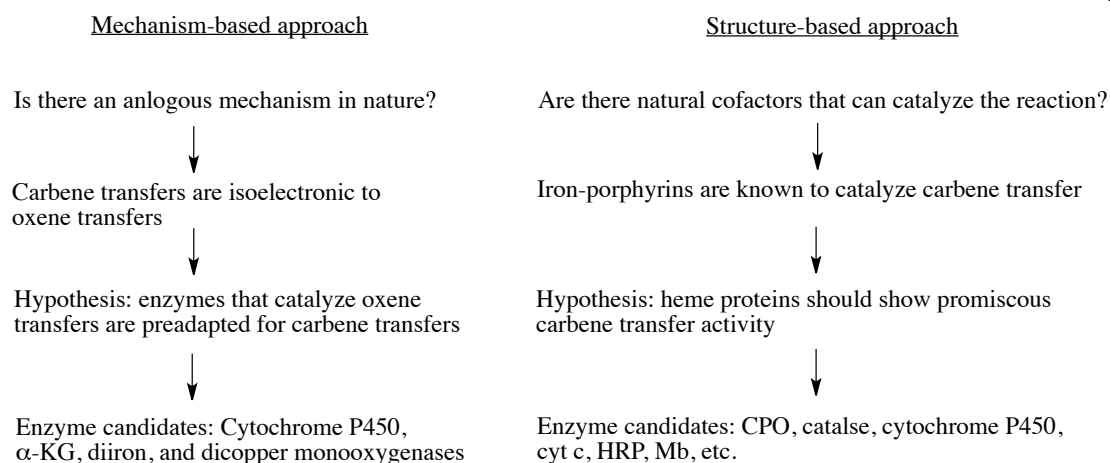 Mechanism-based approach
Is there an anlogous mechanism in nature?
Carbene transfers are isoelectronic to
oxene transfers
Hypothesis: enzymes that catalyze oxene
transfers are preadapted for carbene transfers
Enzyme candidates: Cytochrome P450,
α-KG, diiron, and dicopper monooxygenases
Structure-based approach
Are there natural cofactors that can catalyze the reaction?
Iron-porphyrins are known to catalyze carbene transfer
Hypothesis: heme proteins should show promiscous
carbene transfer activity
Enzyme candidates: CPO, catalse, cytochrome P450,
cyt c, HRP, Mb, etc.